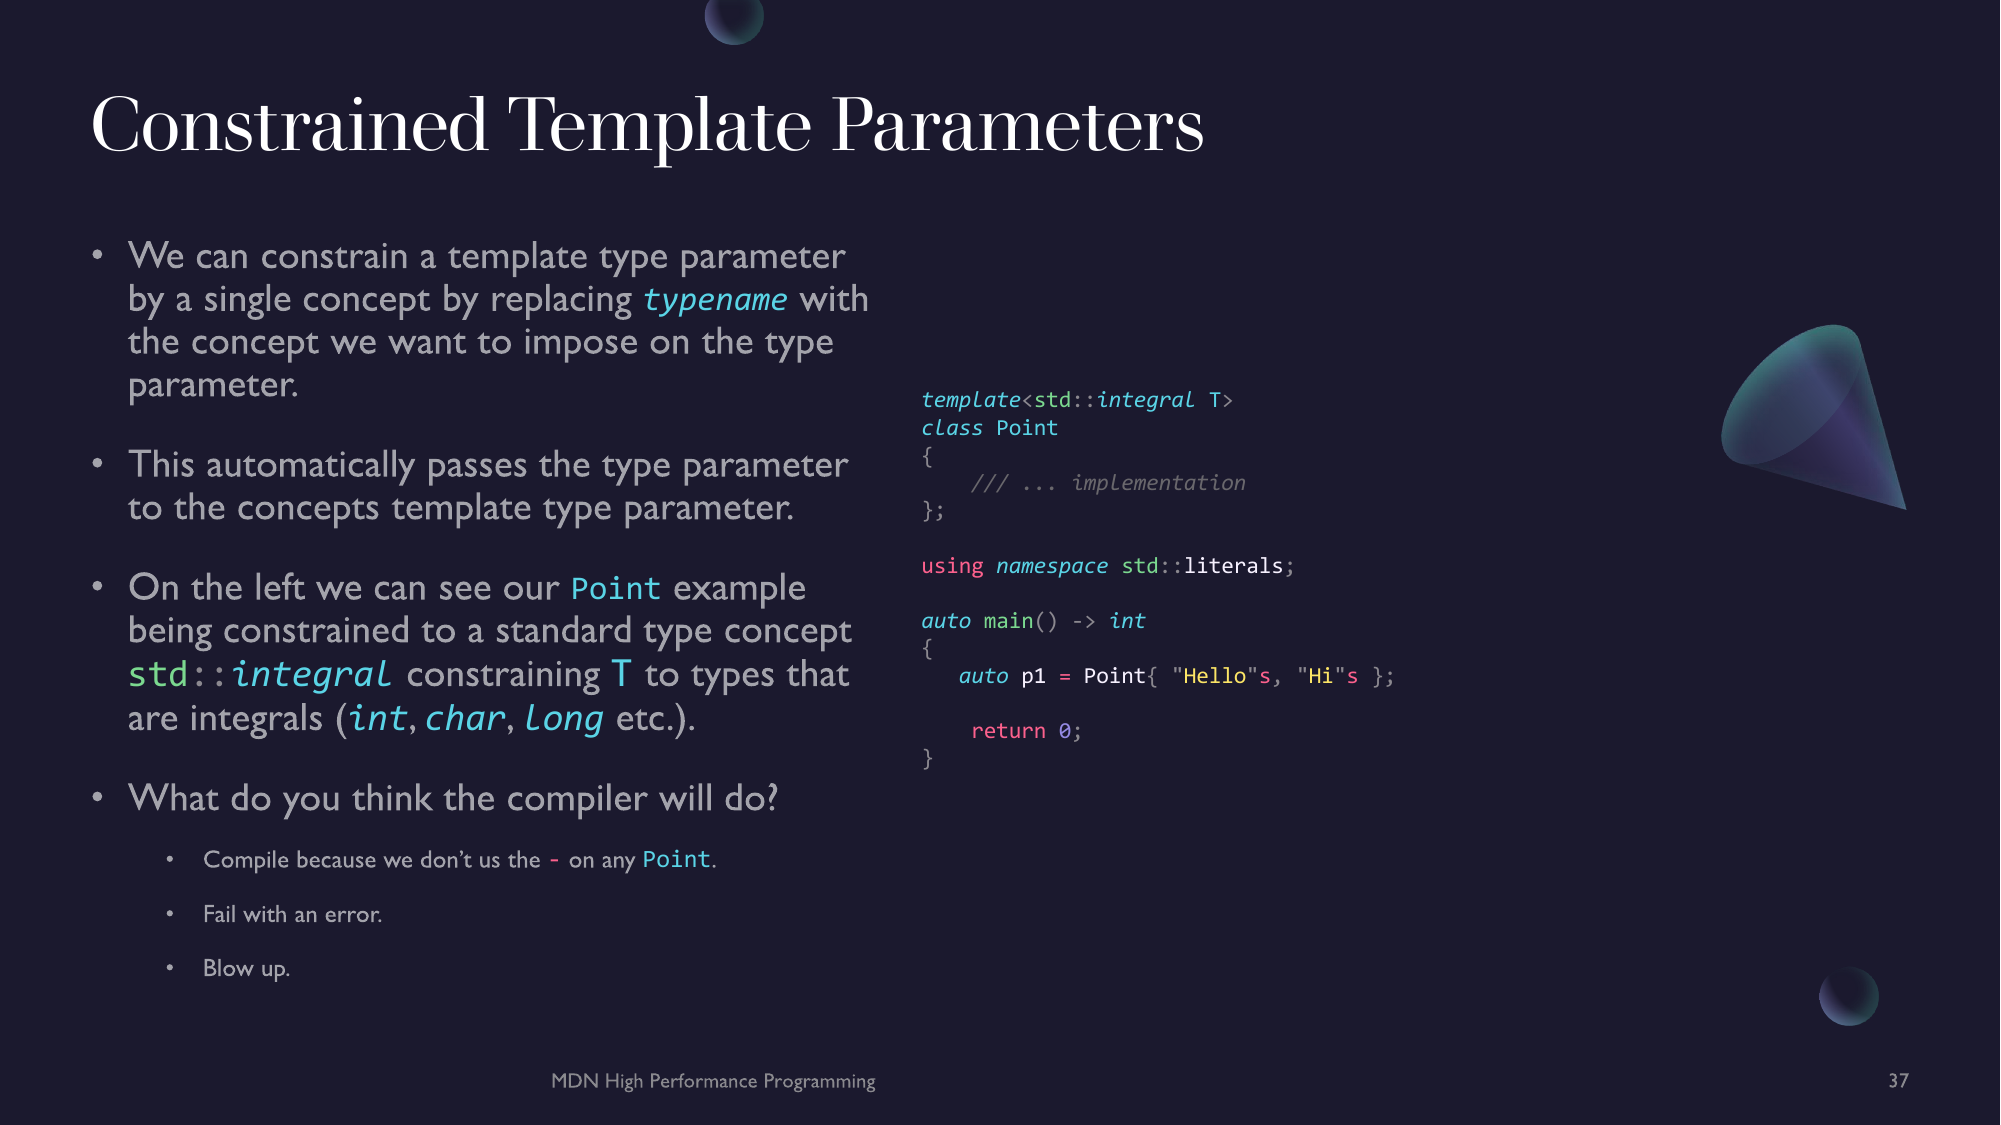 Constrained Template Parameters
• We can constrain a template type parameter
by a single concept by replacing typename with
the concept we want to impose on the type
parameter.
• This automatically passes the type parameter
to the concepts template type parameter.
• On the left we can see our Point example
being constrained to a standard type concept
std::integral constraining T to types that
are integrals (int, char, long etc.).
• What do you think the compiler will do?
• Compile because we don’t us the - on any Point.
• Fail with an error.
• Blow up.
template<std::integral T>
class Point
{
/// ... implementation
};
using namespace std::literals;
auto main() -> int
{
auto p1 = Point{ "Hello"s, "Hi"s };
return 0;
}
MDN High Performance Programming
37